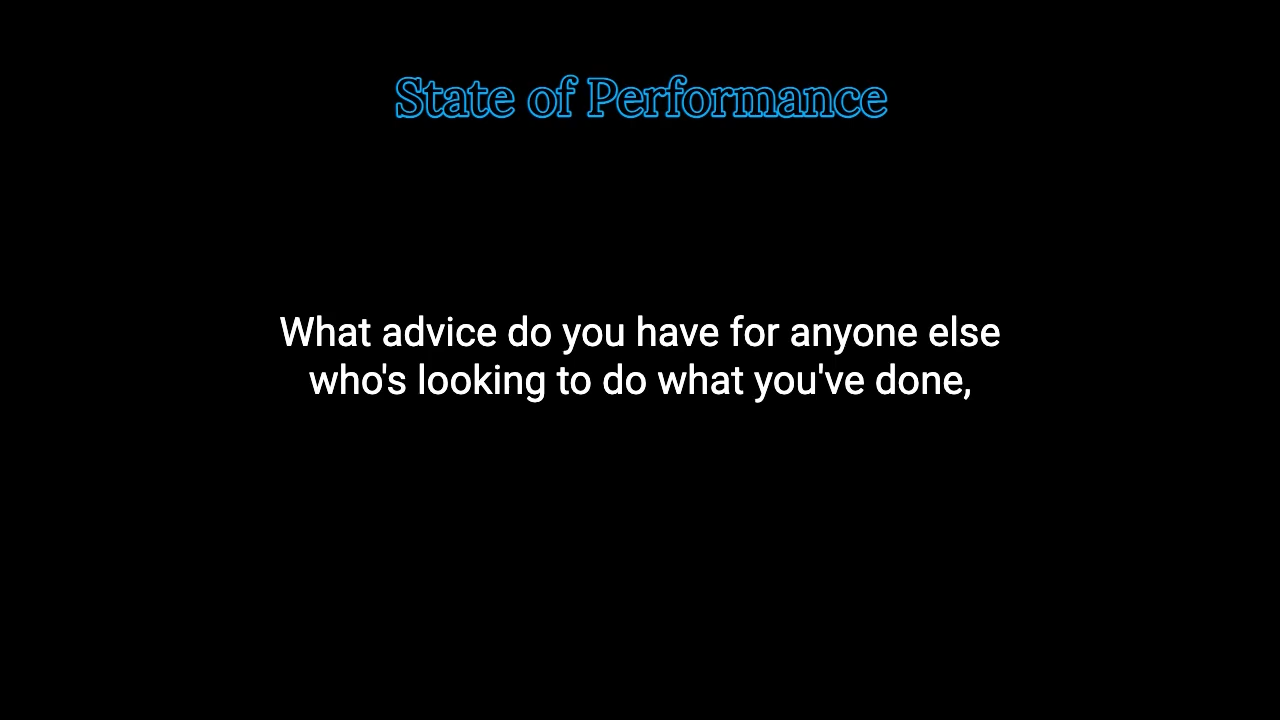 State of Performance
What advice do you have for anyone else
who's looking to do what you've done,